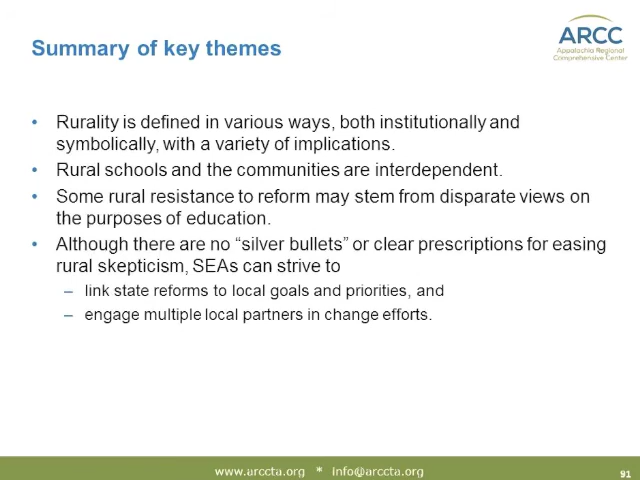 Summary of key themes
ARCC
Appalachia Regional
Comprehensive Center
• Rurality is defined in various ways, both institutionally and
symbolically, with a variety of implications.
• Rural schools and the communities are interdependent.
• Some rural resistance to reform may stem from disparate views on
the purposes of education.
• Although there are no “silver bullets” or clear prescriptions for easing
rural skepticism, SEAs can strive to
– link state reforms to local goals and priorities, and
– engage multiple local partners in change efforts.
www.arccta.org * Info@arccta.org
91